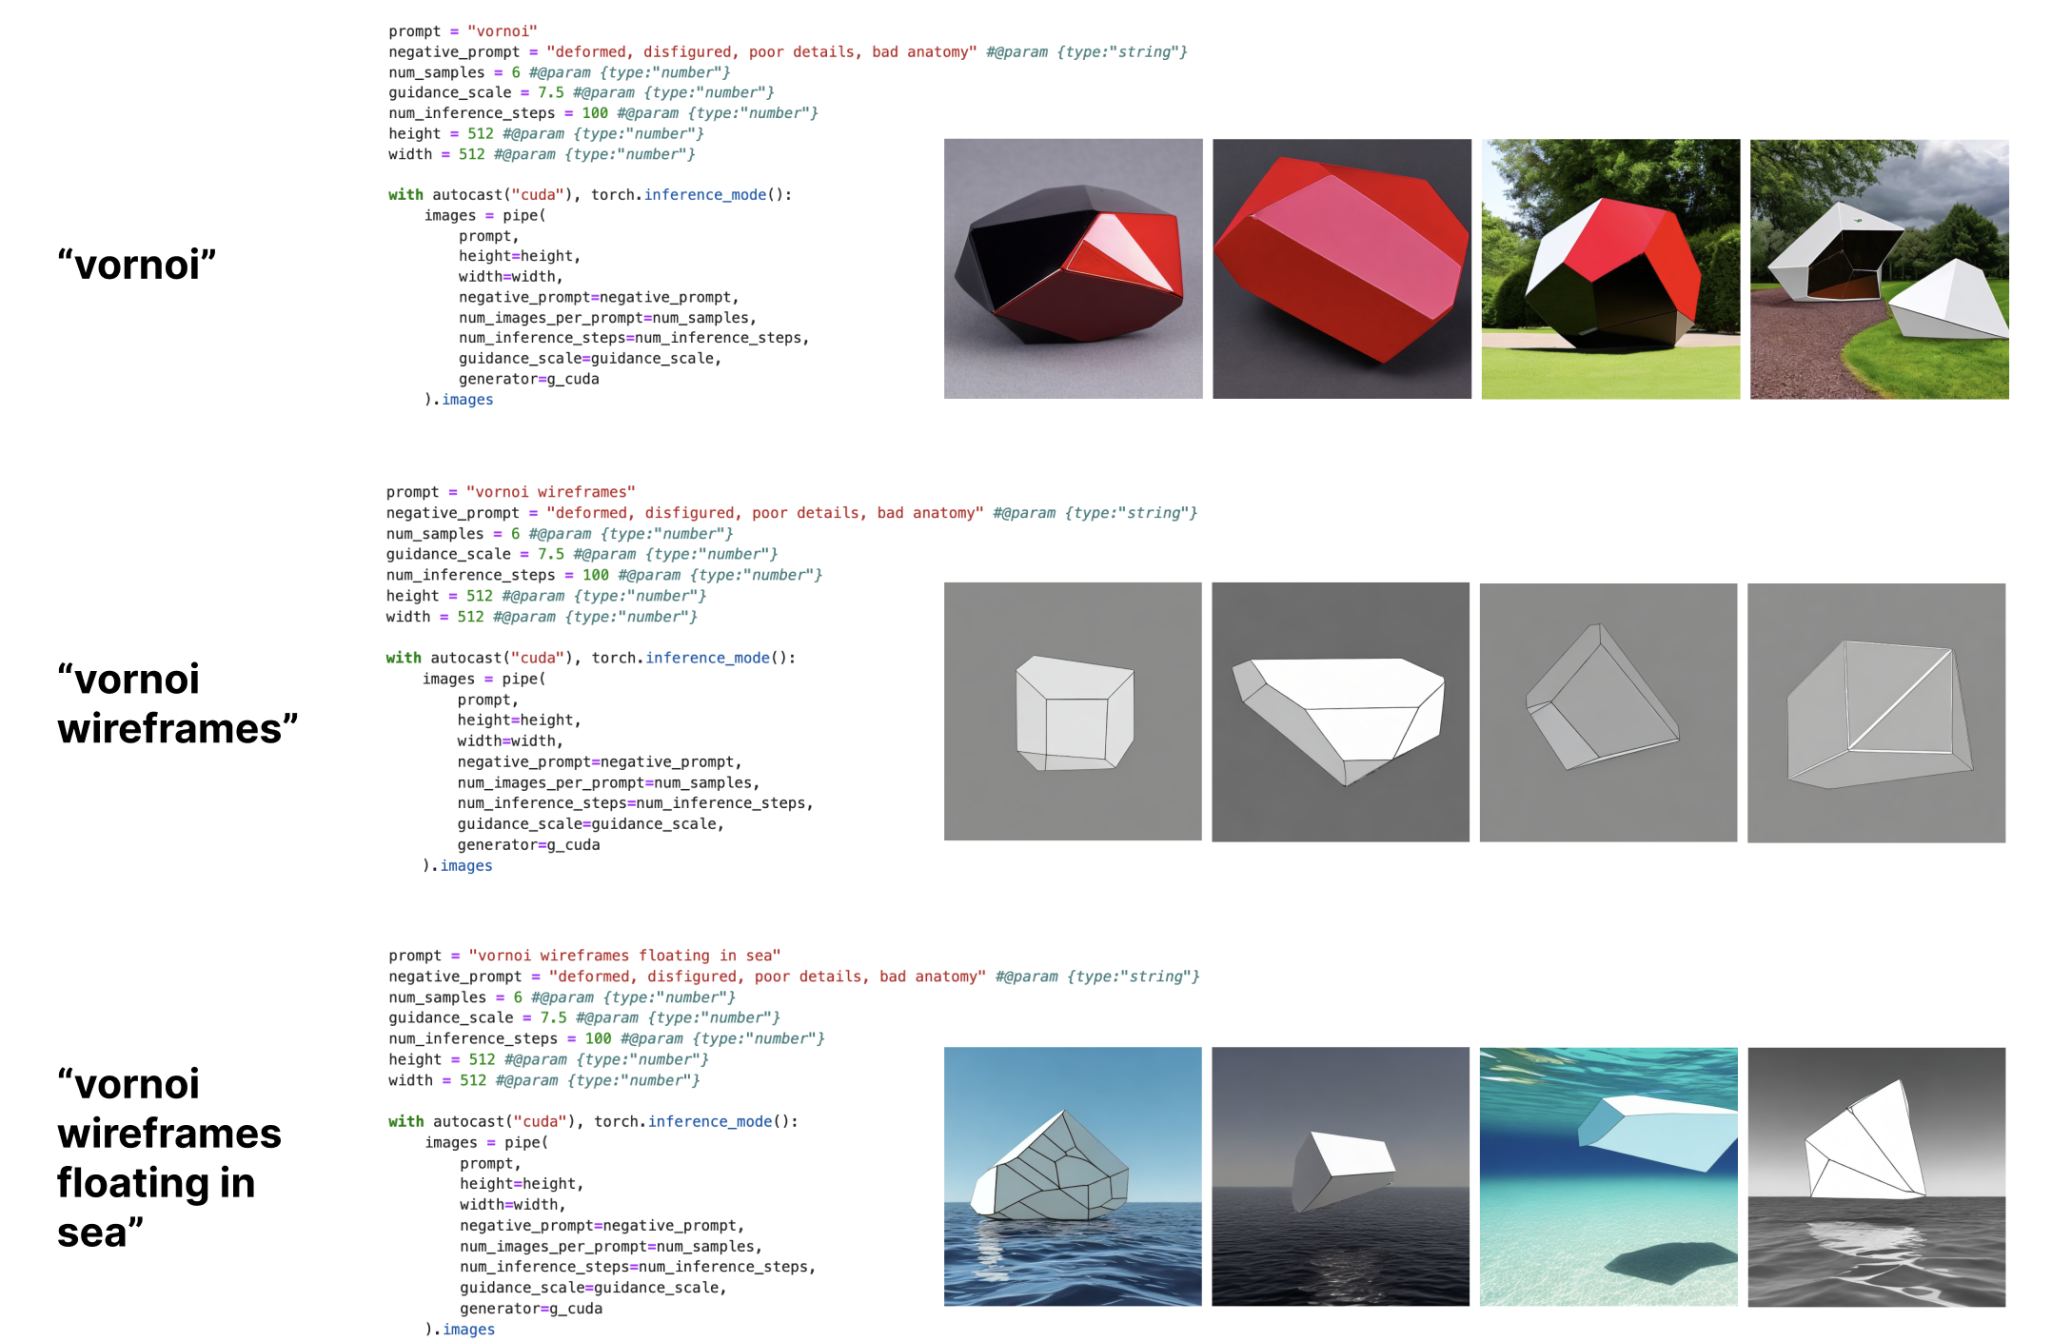 “vornoi”
prompt = "vornoi"
negative_prompt = "deformed, disfigured, poor details, bad anatomy" #@param {type:"string"}
num_samples = 6 #@param {type:"number"}
guidance_scale = 7.5 #@param {type:"number"}
num_inference_steps = 100 #@param {type:"number"}
height = 512 #@param {type:"number"}
width = 512 #@param {type:"number"}
with autocast("cuda"), torch.inference_mode():
images = pipe(
prompt,
height=height,
width=width,
negative_prompt=negative_prompt,
num_images_per_prompt=num_samples,
num_inference_steps=num_inference_steps,
guidance_scale=guidance_scale,
generator=g_cuda
).images
“vornoi
wireframes”
prompt = "vornoi wireframes"
negative_prompt = "deformed, disfigured, poor details, bad anatomy" #@param {type:"string"}
num_samples = 6 #@param {type:"number"}
guidance_scale = 7.5 #@param {type:"number"}
num_inference_steps = 100 #@param {type:"number"}
height = 512 #@param {type:"number"}
width = 512 #@param {type:"number"}
with autocast("cuda"), torch.inference_mode():
images = pipe(
prompt,
height=height,
width=width,
negative_prompt=negative_prompt,
num_images_per_prompt=num_samples,
num_inference_steps=num_inference_steps,
guidance_scale=guidance_scale,
generator=g_cuda
).images
“vornoi
wireframes
floating in
sea”
prompt = "vornoi wireframes floating in sea"
negative_prompt = "deformed, disfigured, poor details, bad anatomy" #@param {type:"string"}
num_samples = 6 #@param {type:"number"}
guidance_scale = 7.5 #@param {type:"number"}
num_inference_steps = 100 #@param {type:"number"}
height = 512 #@param {type:"number"}
width = 512 #@param {type:"number"}
with autocast("cuda"), torch.inference_mode():
images = pipe(
prompt,
height=height,
width=width,
negative_prompt=negative_prompt,
num_images_per_prompt=num_samples,
num_inference_steps=num_inference_steps,
guidance_scale=guidance_scale,
generator=g_cuda
).images